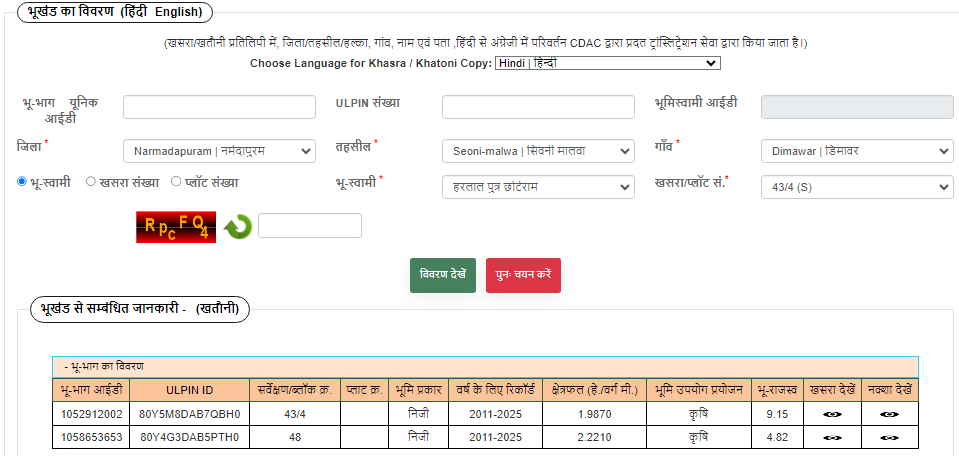 भूखंड का विवरण (हिंदी English)
(खसरा/खतौनी प्रतिलिपी में, जिला/तहसील/हल्का, गांव, नाम एवं पता ,हिंदी से अंग्रेजी में परिवर्तन CDAC द्वारा प्रदत ट्रांस्लिट्रेशन सेवा द्वारा किया जाता है।)
Choose Language for Khasra / Khatoni Copy: Hindi | हिन्दी
भू-भाग यूनिक आईडी ULPIN संख्या भूमिस्वामी आईडी
जिला * Narmadapuram | नर्मदापुरम तहसील * Seoni-malwa | सिवनी मालवा गाँव * Dimawar | डिमावर
भू-स्वामी खसरा संख्या प्लॉट संख्या भू-स्वामी * हरलाल पुत्र छोटेराम खसरा/प्लॉट सं.* 43/4 (S)
RpcFQ4
विवरण देखें पुनः चयन करें
भूखंड से सम्बंधित जानकारी - (खतौनी)
- भू-भाग का विवरण
भू-भाग आईडी ULPIN ID सर्वेक्षण/ब्लॉक क्र. प्लाट क्र. भूमि प्रकार वर्ष के लिए रिकॉर्ड क्षेत्रफल (हे./वर्ग मी.) भूमि उपयोग प्रयोजन भू-राजस्व खसरा देखें नक्शा देखें
1052912002 80Y5M8DAB7QBH0 43/4 निजी 2011-2025 1.9870 कृषि 9.15
1058653653 80Y4G3DAB5PTH0 48 निजी 2011-2025 2.2210 कृषि 4.82